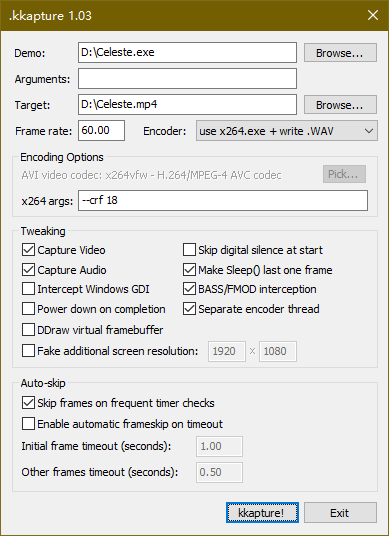 .kkapture 1.03
Demo: D:\Celeste.exe Browse...
Arguments:
Target: D:\Celeste.mp4 Browse...
Frame rate: 60.00 Encoder: use x264.exe + write .WAV
Encoding Options
AVI video codec: x264vfw - H.264/MPEG-4 AVC codec Pick...
x264 args: --crf 18
Tweaking
Capture Video Skip digital silence at start
Capture Audio Make Sleep() last one frame
Intercept Windows GDI BASS/FMOD interception
Power down on completion Separate encoder thread
DDraw virtual framebuffer
Fake additional screen resolution: 1920 x 1080
Auto-skip
Skip frames on frequent timer checks
Enable automatic frameskip on timeout
Initial frame timeout (seconds): 1.00
Other frames timeout (seconds): 0.50
kkapture! Exit